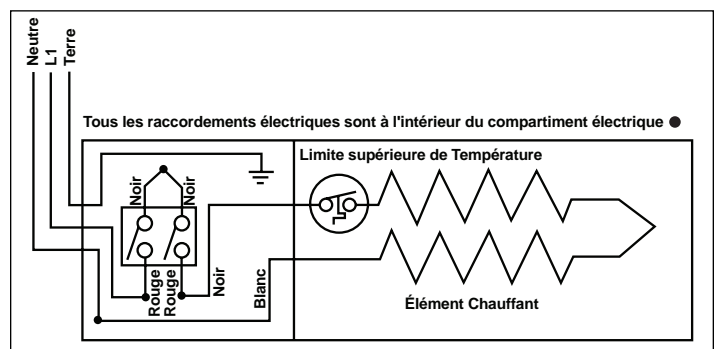 Neutre
L1
Terre
Tous les raccordements électriques sont à l'intérieur du compartiment électrique
Limite supérieure de Température
Noir
Noir
Rouge
Rouge
Noir
Blanc
Élément Chauffant